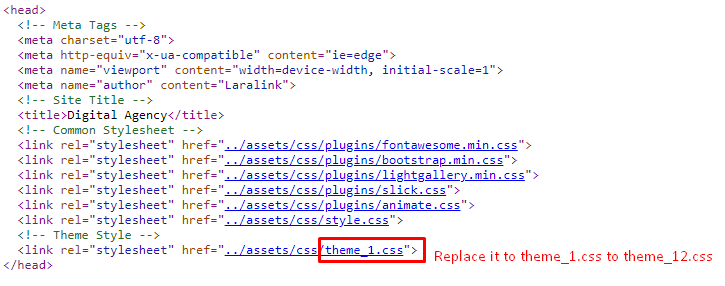 <head>
<!-- Meta Tags -->
<meta charset="utf-8">
<meta http-equiv="x-ua-compatible" content="ie=edge">
<meta name="viewport" content="width=device-width, initial-scale=1">
<meta name="author" content="Laralink">
<!-- Site Title -->
<title>Digital Agency</title>
<!-- Common Stylesheet -->
<link rel="stylesheet" href="../assets/css/plugins/fontawesome.min.css">
<link rel="stylesheet" href="../assets/css/plugins/bootstrap.min.css">
<link rel="stylesheet" href="../assets/css/plugins/lightgallery.min.css">
<link rel="stylesheet" href="../assets/css/plugins/slick.css">
<link rel="stylesheet" href="../assets/css/plugins/animate.css">
<link rel="stylesheet" href="../assets/css/style.css">
<!-- Theme Style -->
<link rel="stylesheet" href="../assets/css/theme_1.css">
Replace it to theme_1.css to theme_12.css
</head>